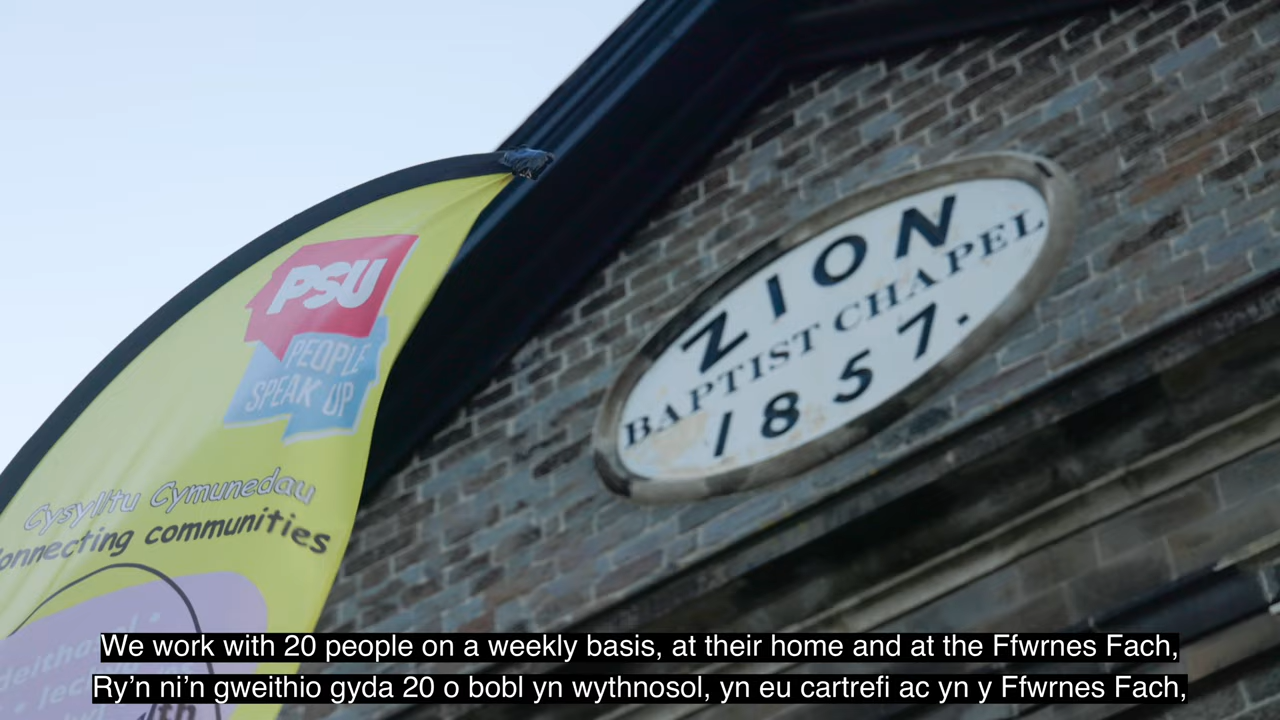 PSU
PEOPLE
SPEAK UP
Cysylltu Cymunedau
onnecting communities
ZION
BAPTIST CHAPEL
1857.
We work with 20 people on a weekly basis, at their home and at the Ffwrnes Fach,
Ry’n ni’n gweithio gyda 20 o bobl yn wythnosol, yn eu cartrefi ac yn y Ffwrnes Fach,